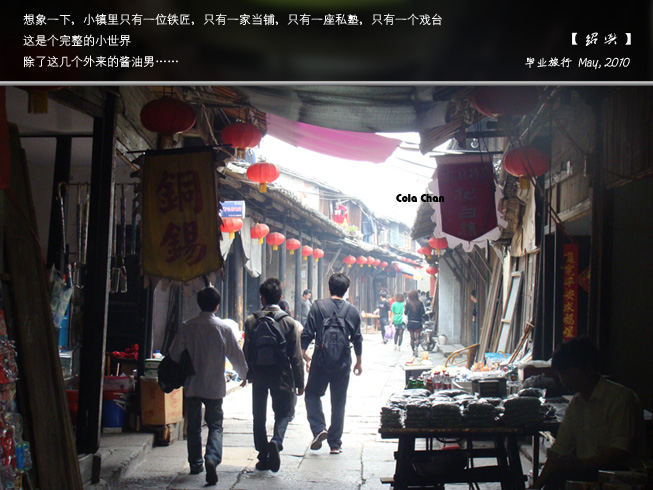 想象一下，小镇里只有一位铁匠，只有一家当铺，只有一座私塾，只有一个戏台
这是个完整的小世界
除了这几个外来的酱油男……
【绍兴】
毕业旅行 May, 2010
Cola Chan
銅
錫